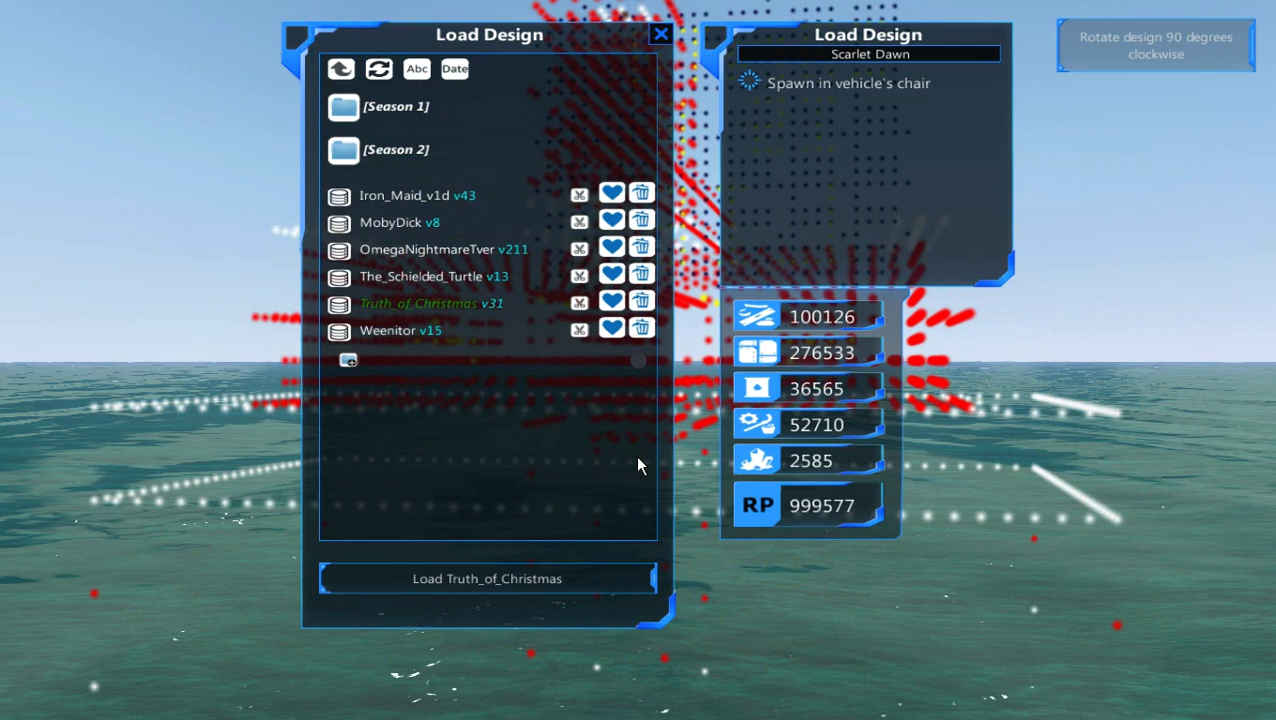 Load Design
Abc
Date
[Season 1]
[Season 2]
Iron_Maid_v1d v43
MobyDick v8
OmegaNightmareTver v211
The_Schielded_Turtle v13
Truth_of_Christmas v31
Weenitor v15
Load Truth_of_Christmas
Load Design
Scarlet Dawn
Spawn in vehicle's chair
100126
276533
36565
52710
2585
RP 999577
Rotate design 90 degrees
clockwise